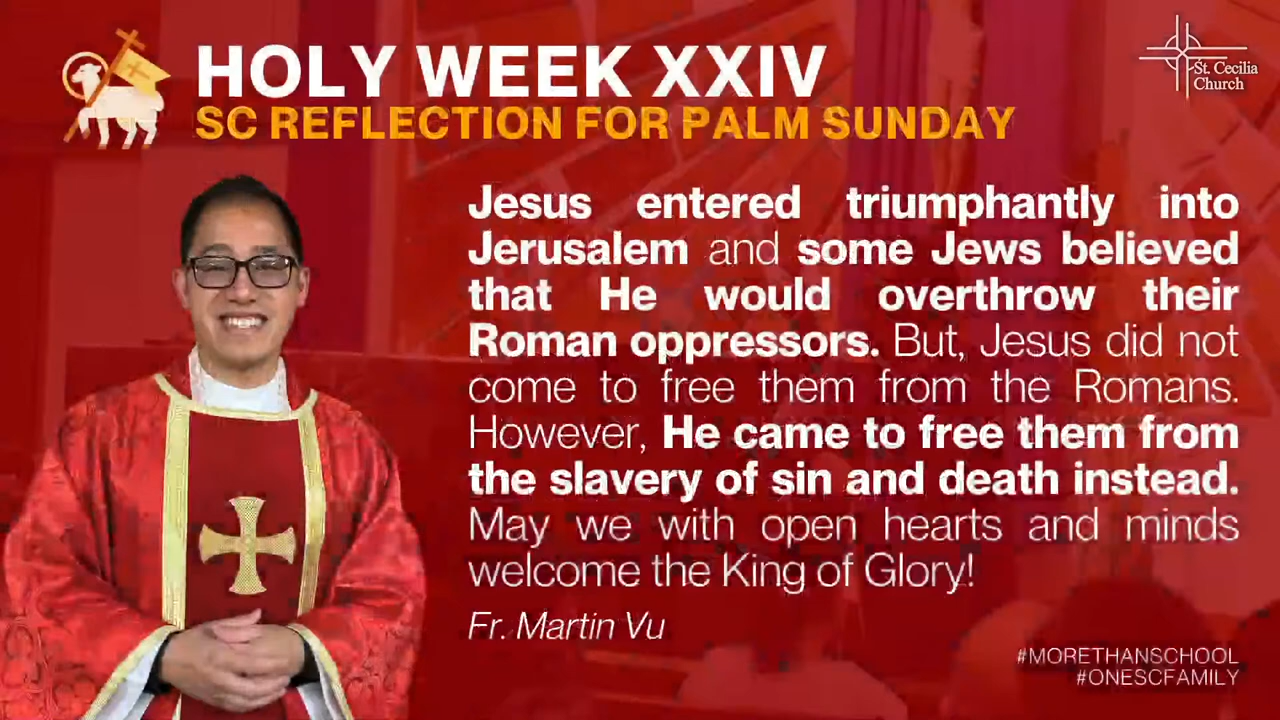 HOLY WEEK XXIV
SC REFLECTION FOR PALM SUNDAY
St. Cecilia
Church
Jesus entered triumphantly into
Jerusalem and some Jews believed
that He would overthrow their
Roman oppressors. But, Jesus did not
come to free them from the Romans.
However, He came to free them from
the slavery of sin and death instead.
May we with open hearts and minds
welcome the King of Glory!
Fr. Martin Vu
#MORETHANSCHOOL
#ONESCFAMILY